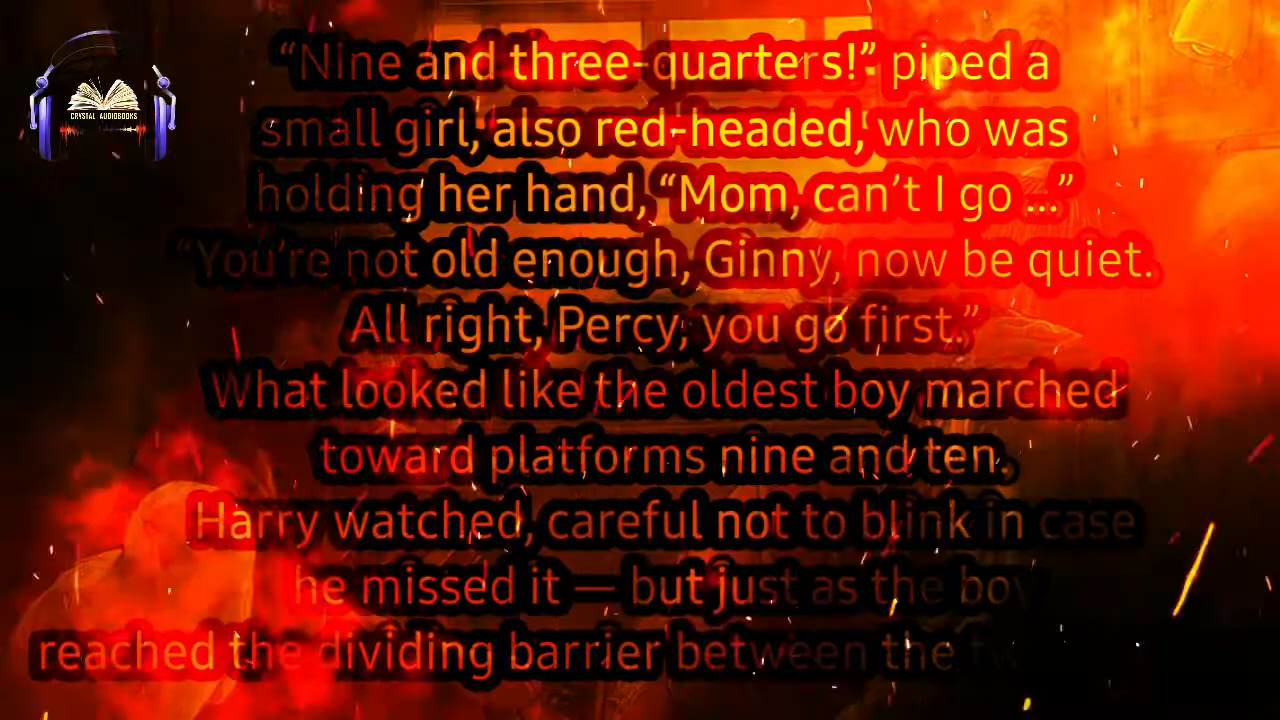 CRYSTAL AUDIOBOOKS
“Nine and three-quarters!” piped a
small girl, also red-headed, who was
holding her hand, “Mom, can’t I go ...”
“You’re not old enough, Ginny, now be quiet.
All right, Percy, you go first.”
What looked like the oldest boy marched
toward platforms nine and ten.
Harry watched, careful not to blink in case
he missed it — but just as the boy
reached the dividing barrier between the